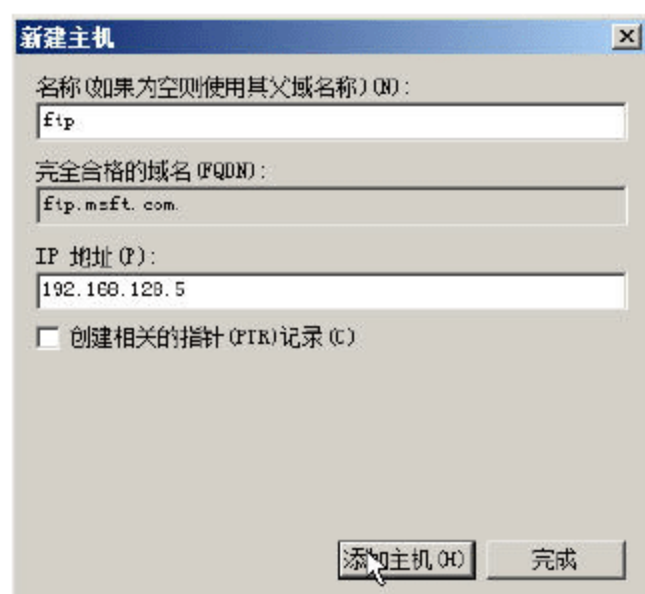 新建主机
名称(如果为空则使用其父域名称)(N):
ftp
完全合格的域名(FQDN):
ftp.msft.com.
IP 地址(P):
192.168.128.5
创建相关的指针(PTR)记录(C)
添加主机(H)
完成